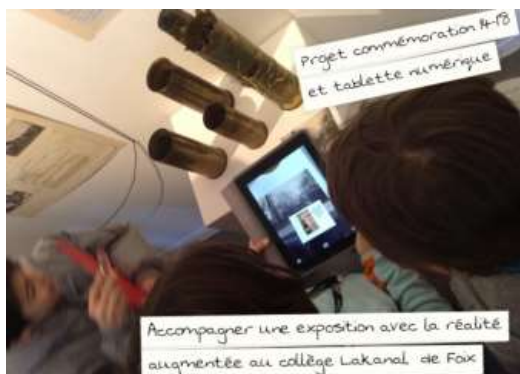 Projet commémoration 14-18
et tablette numérique
Accompagner une exposition avec la réalité
augmentée au collège Lakanal de Foix